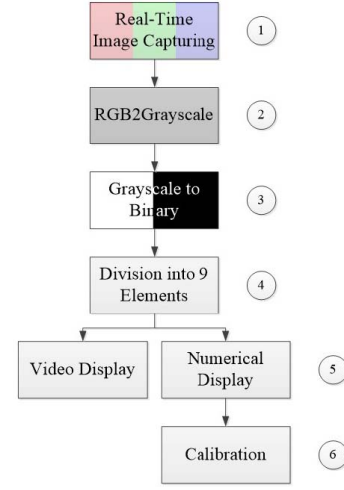 Real-Time
Image Capturing
1
RGB2Grayscale
2
Grayscale to
Binary
3
Division into 9
Elements
4
Video Display
Numerical
Display
5
Calibration
6